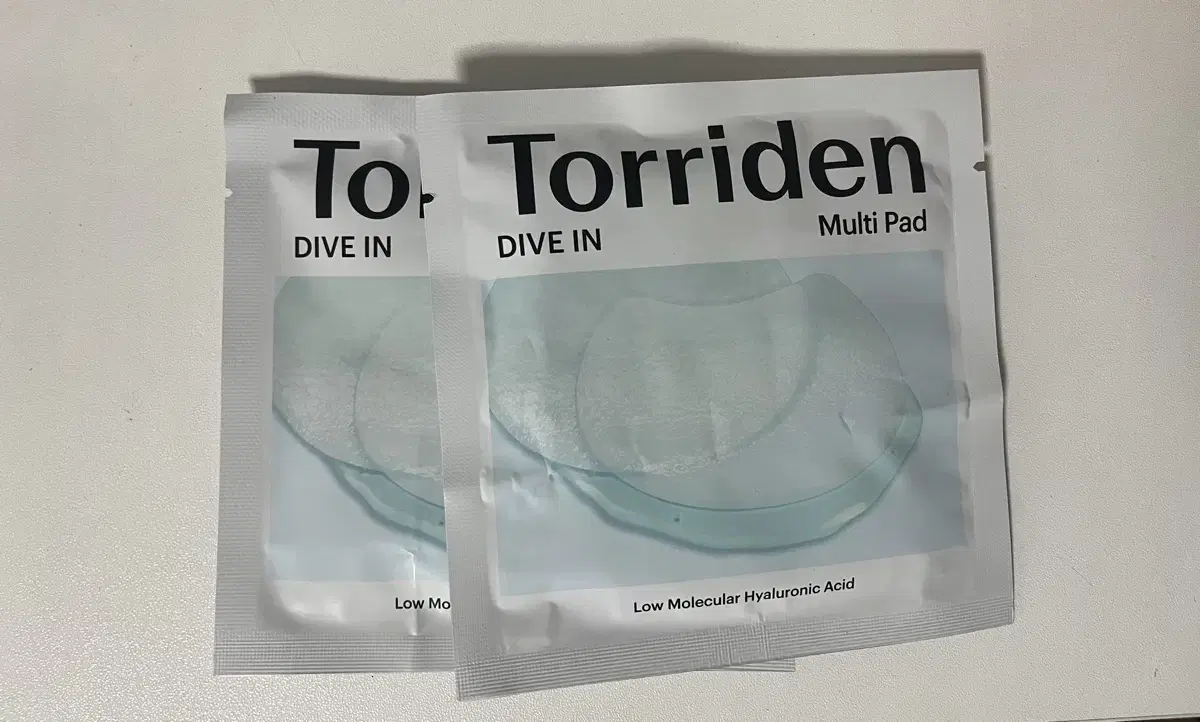 To
DIVE IN
Low Mo
Torriden
DIVE IN
Multi Pad
Low Molecular Hyaluronic Acid